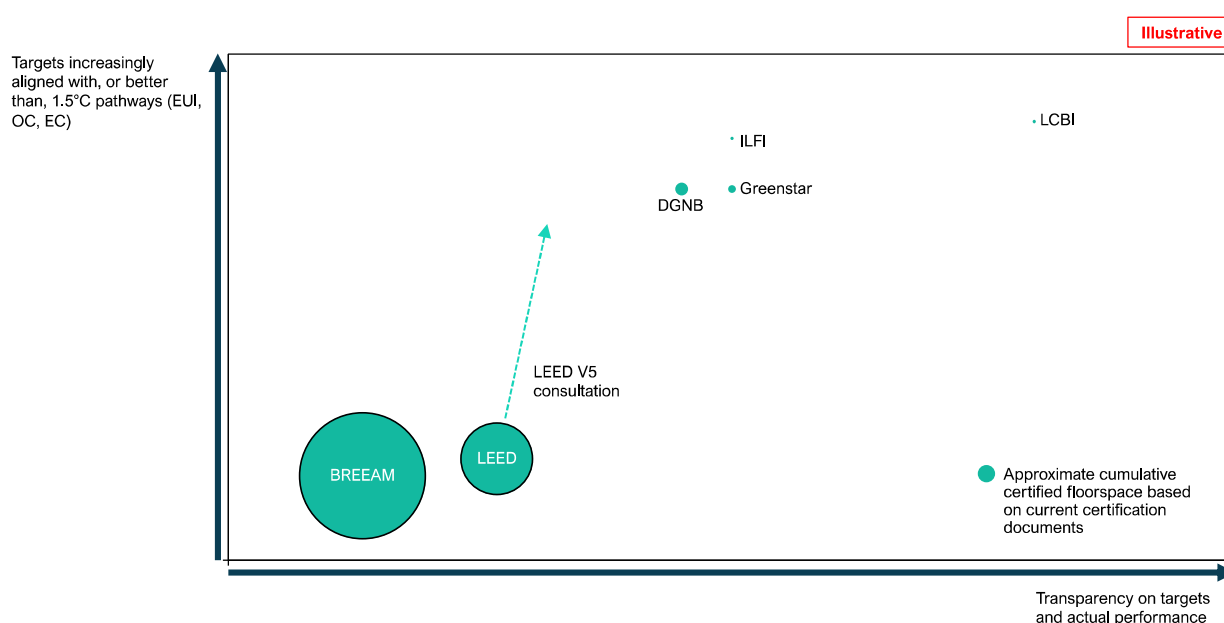 Illustrative
Targets increasingly
aligned with, or better
than, 1.5°C pathways (EUI,
OC, EC)
LCBI
ILFI
Greenstar
DGNB
LEED V5
consultation
LEED
BREEAM
Approximate cumulative
certified floorspace based
on current certification
documents
Transparency on targets
and actual performance